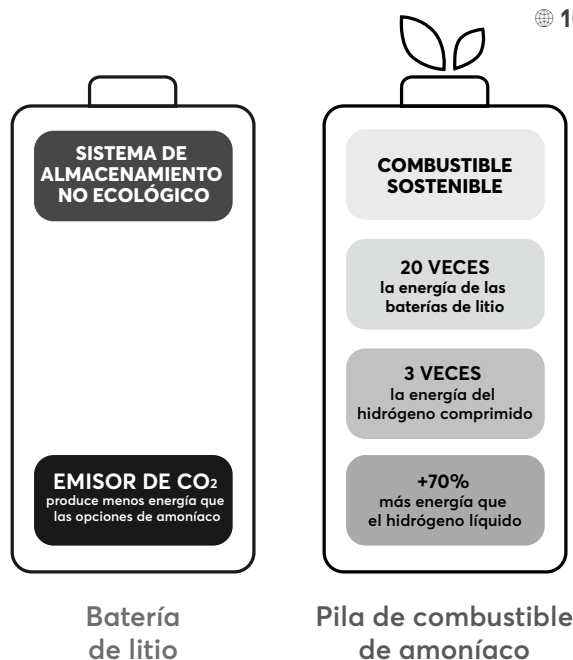 SISTEMA DE
ALMACENAMIENTO
NO ECOLÓGICO
EMISOR DE CO2
produce menos energía que
las opciones de amoníaco
Batería
de litio
COMBUSTIBLE
SOSTENIBLE
20 VECES
la energía de las
baterías de litio
3 VECES
la energía del
hidrógeno comprimido
+70%
más energía que
el hidrógeno líquido
Pila de combustible
de amoníaco